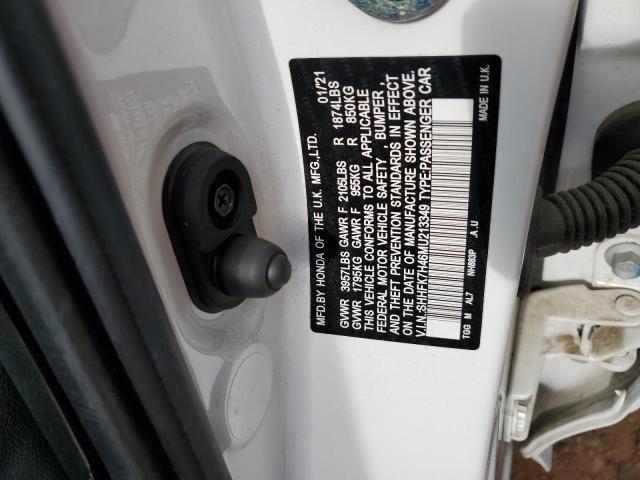 MFD.BY HONDA OF THE U.K. MFG.,LTD. 01/'21
GVWR 3957LBS GAWR F 2105LBS R 1874LBS
GVWR 1795KG GAWR F 955KG R 850KG
THIS VEHICLE CONFORMS TO ALL APPLICABLE
FEDERAL MOTOR VEHICLE SAFETY , BUMPER,
AND THEFT PREVENTION STANDARDS IN EFFECT
ON THE DATE OF MANUFACTURE SHOWN ABOVE.
V.I.N.:SHHFK7H46MU213349 TYPE:PASSENGER CAR
TGG M AL7 NH883P A.U
MADE IN U.K.